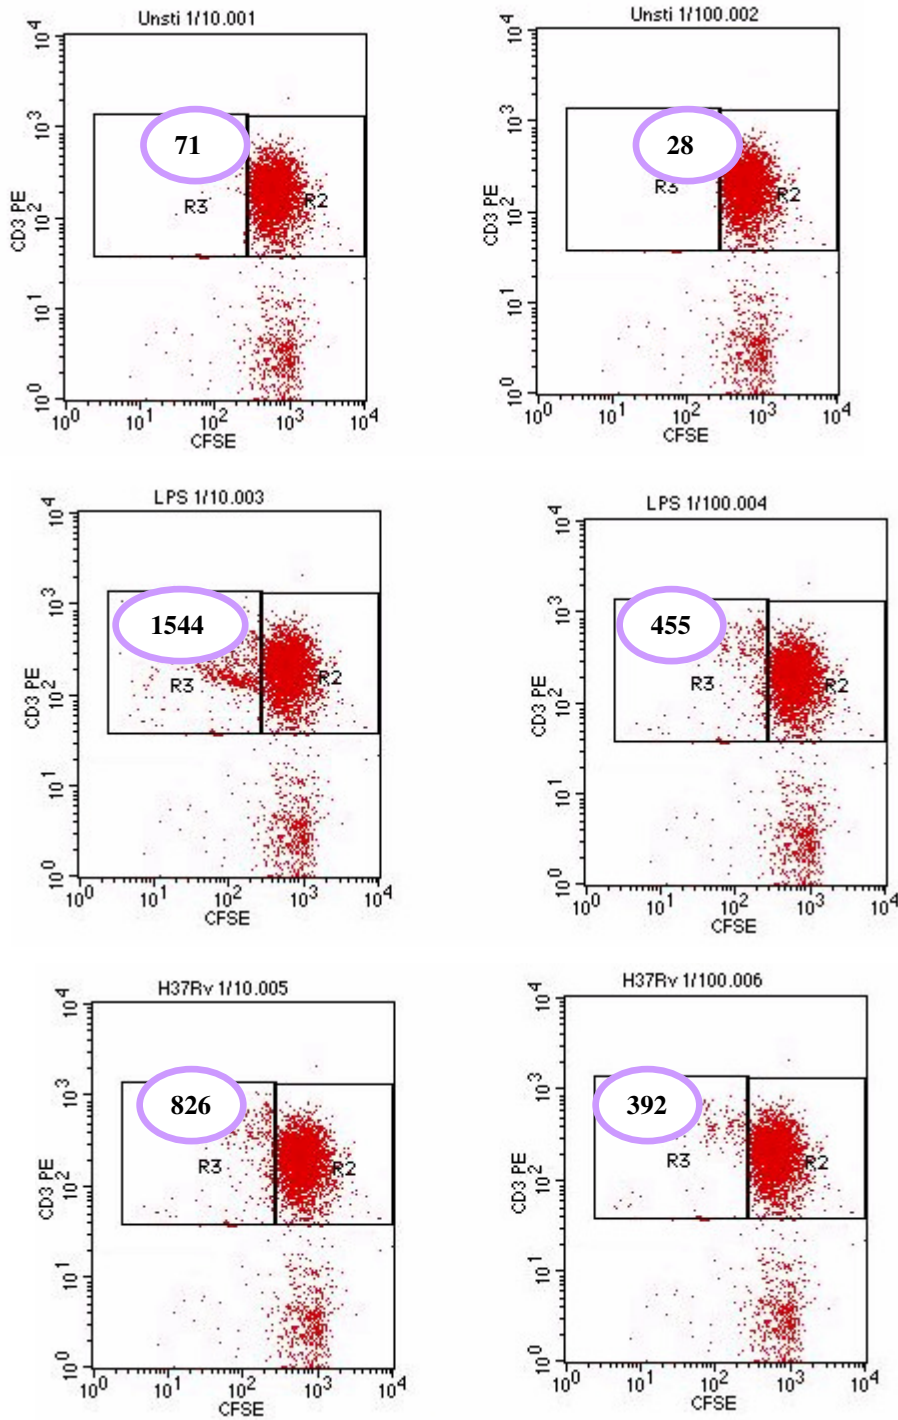 Unsti 1/10.001
Unsti 1/100.002
10^4
10^3
10^2
10^1
10^0
CD3 PE
71
R3
R2
10^0 10^1 10^2 10^3 10^4
CFSE
10^4
10^3
10^2
10^1
10^0
CD3 PE
28
R3
R2
10^0 10^1 10^2 10^3 10^4
CFSE
LPS 1/10.003
LPS 1/100.004
10^4
10^3
10^2
10^1
10^0
CD3 PE
1544
R3
R2
10^0 10^1 10^2 10^3 10^4
CFSE
10^4
10^3
10^2
10^1
10^0
CD3 PE
455
R3
R2
10^0 10^1 10^2 10^3 10^4
CFSE
H37Rv 1/10.005
H37Rv 1/100.006
10^4
10^3
10^2
10^1
10^0
CD3 PE
826
R3
R2
10^0 10^1 10^2 10^3 10^4
CFSE
10^4
10^3
10^2
10^1
10^0
CD3 PE
392
R3
R2
10^0 10^1 10^2 10^3 10^4
CFSE